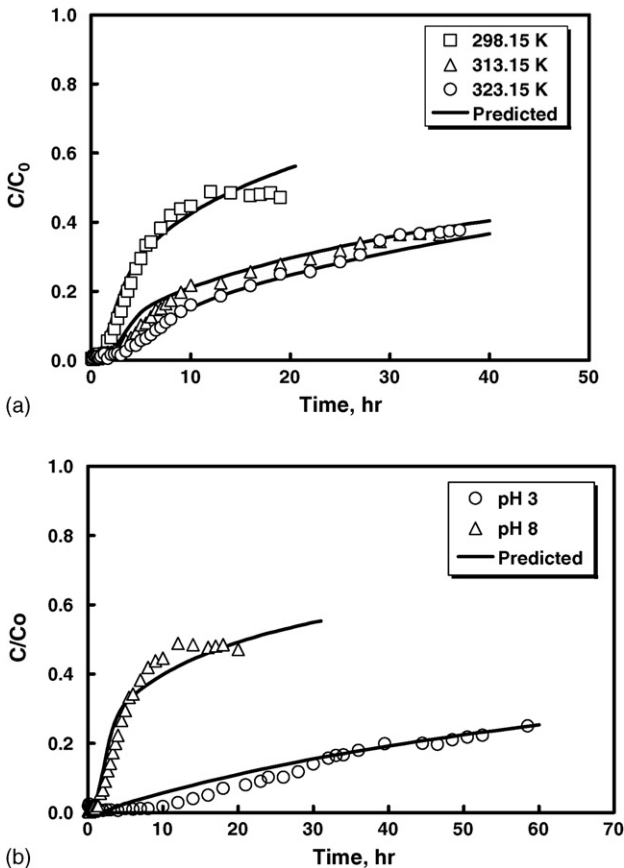 1.0
298.15 K
313.15 K
323.15 K
Predicted
0.8
0.6
C/C₀
0.4
0.2
0.0
0 10 20 30 40 50
Time, hr
(a)
1.0
pH 3
pH 8
Predicted
0.8
0.6
C/Co
0.4
0.2
0.0
0 10 20 30 40 50 60 70
Time, hr
(b)